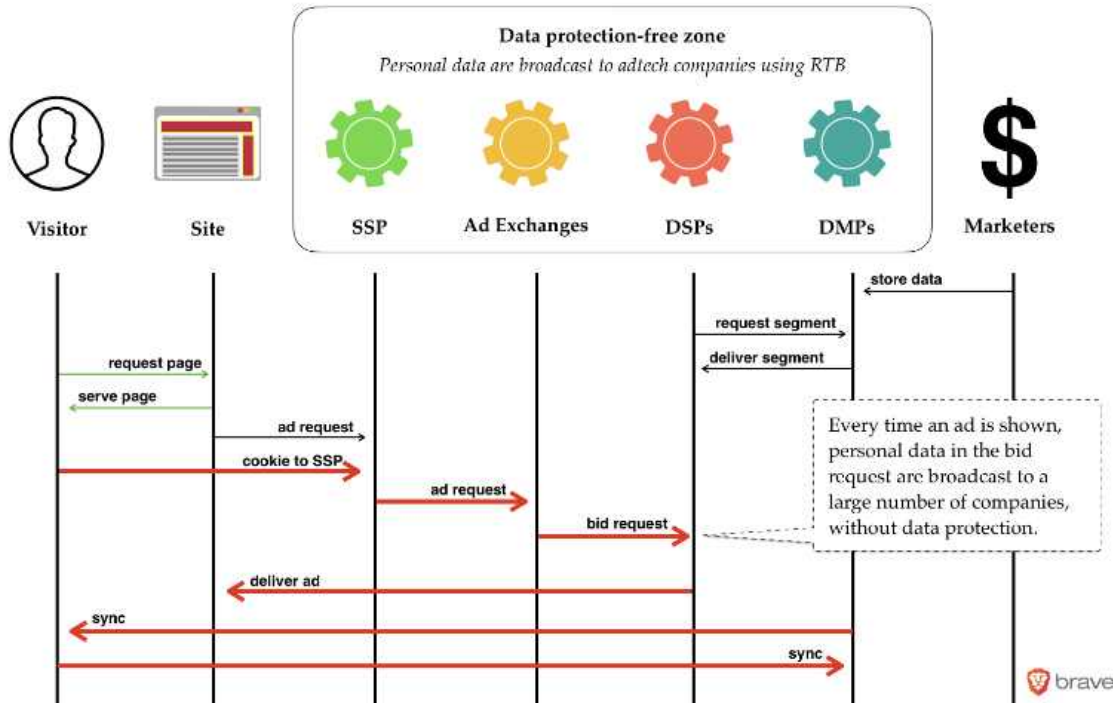 Data protection-free zone
Personal data are broadcast to adtech companies using RTB
$
Visitor
Site
SSP
Ad Exchanges
DSPs
DMPs
Marketers
store data
request segment
deliver segment
request page
serve page
ad request
cookie to SSP
ad request
bid request
Every time an ad is shown,
personal data in the bid
request are broadcast to a
large number of companies,
without data protection.
deliver ad
sync
sync
brave